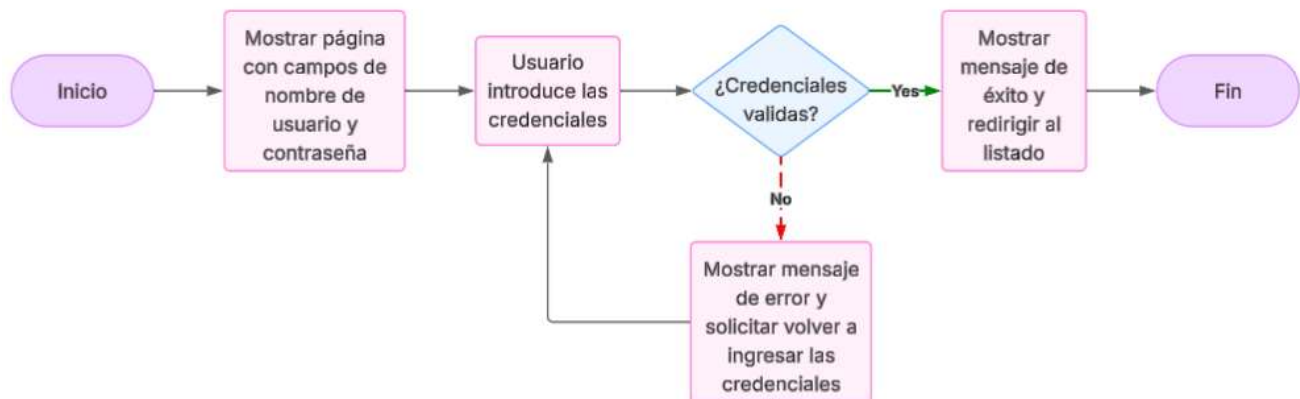 Inicio
Mostrar página
con campos de
nombre de
usuario y
contraseña
Usuario
introduce las
credenciales
¿Credenciales
validas?
Yes
Mostrar
mensaje de
éxito y
redirigir al
listado
Fin
No
Mostrar mensaje
de error y
solicitar volver a
ingresar las
credenciales